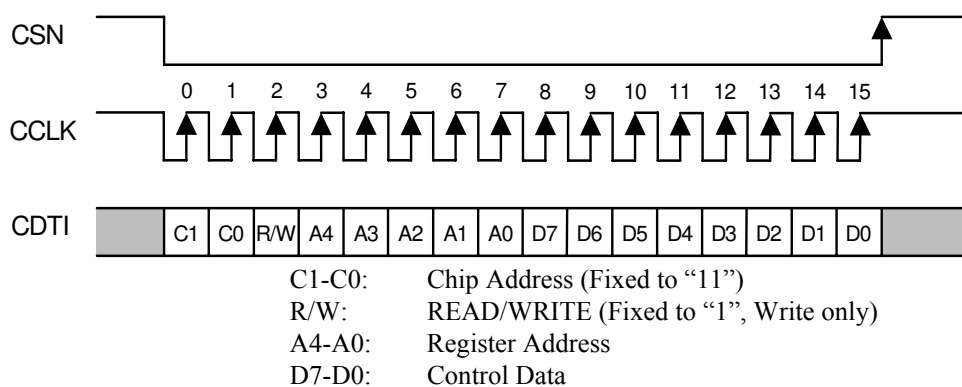 CSN
0 1 2 3 4 5 6 7 8 9 10 11 12 13 14 15
CCLK
CDTI C1 C0 R/W A4 A3 A2 A1 A0 D7 D6 D5 D4 D3 D2 D1 D0
C1-C0: Chip Address (Fixed to “11”)
R/W: READ/WRITE (Fixed to “1”, Write only)
A4-A0: Register Address
D7-D0: Control Data